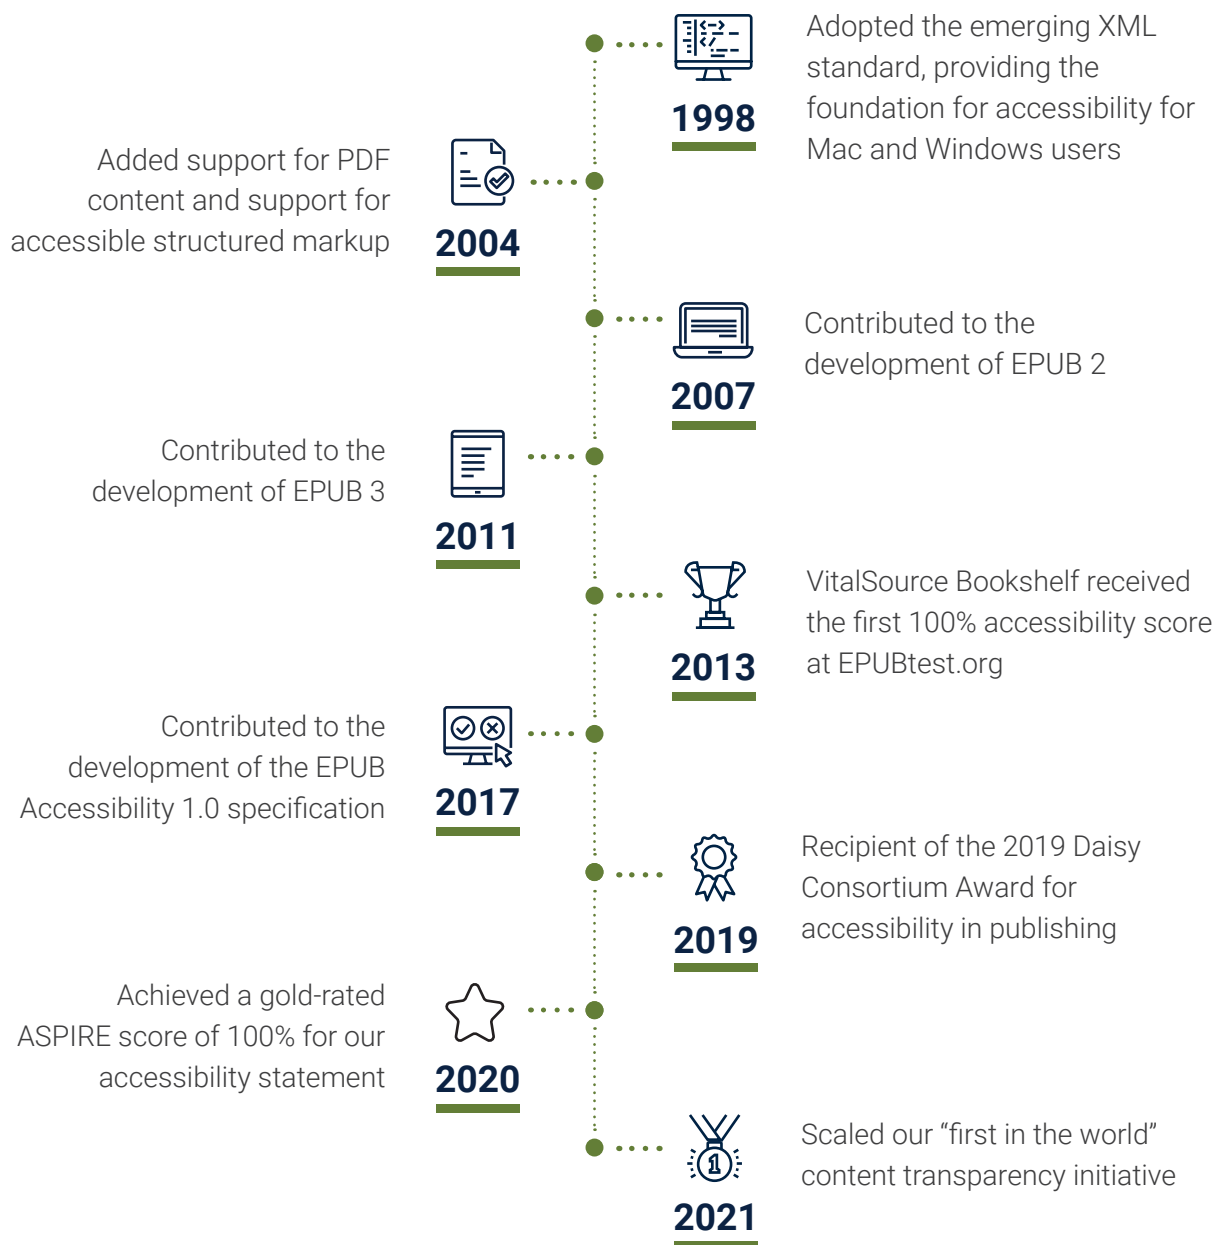 Adopted the emerging XML
standard, providing the
foundation for accessibility for
Mac and Windows users
1998
Added support for PDF
content and support for
accessible structured markup
2004
Contributed to the
development of EPUB 2
2007
Contributed to the
development of EPUB 3
2011
VitalSource Bookshelf received
the first 100% accessibility score
at EPUBtest.org
2013
Contributed to the
development of the EPUB
Accessibility 1.0 specification
2017
Recipient of the 2019 Daisy
Consortium Award for
accessibility in publishing
2019
Achieved a gold-rated
ASPIRE score of 100% for our
accessibility statement
2020
Scaled our “first in the world”
content transparency initiative
1
2021